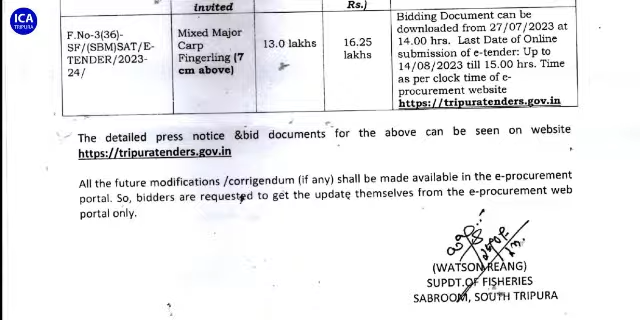 ICA
TRIPURA
invited
Rs.)
F.No-3(36)-
SF/(SBM)SAT/E-
TENDER/2023-
24/
Mixed Major
Carp
Fingerling (7
cm above)
13.0 lakhs
16.25
lakhs
Bidding Document can be
downloaded from 27/07/2023 at
14.00 hrs. Last Date of Online
submission of e-tender: Up to
14/08/2023 till 15.00 hrs. Time
as per clock time of e-
procurement website
https://tripuratenders.gov.in
The detailed press notice &bid documents for the above can be seen on website
https://tripuratenders.gov.in
All the future modifications /corrigendum (if any) shall be made available in the e-procurement
portal. So, bidders are requested to get the update themselves from the e-procurement web
portal only.
(WATSON REANG)
SUPDT.OF FISHERIES
SABROOM, SOUTH TRIPURA